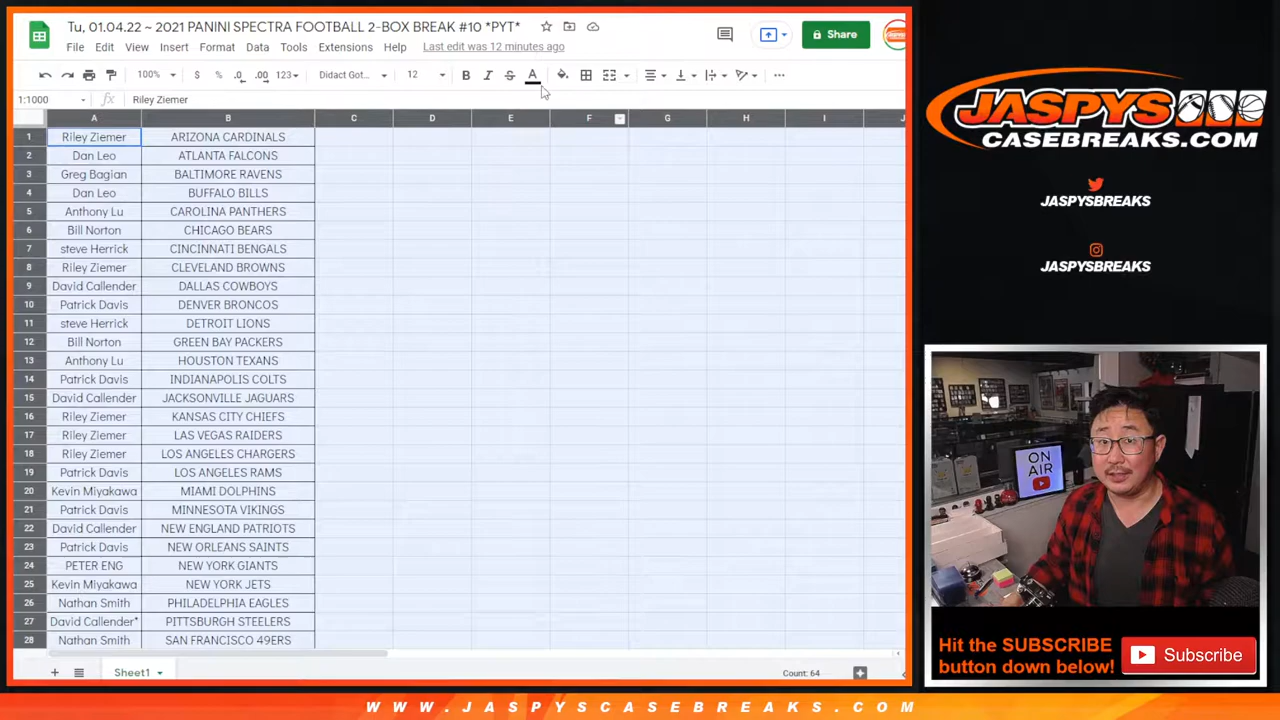 Tu, 01.04.22 ~ 2021 PANINI SPECTRA FOOTBALL 2-BOX BREAK #10 *PYT*
File Edit View Insert Format Data Tools Extensions Help Last edit was 12 minutes ago
Share
100% $ % .0 .00 123 Didact Got... 12 B I S A
1:1000 fx Riley Ziemer
A B C D E F G H I J
1 Riley Ziemer ARIZONA CARDINALS
2 Dan Leo ATLANTA FALCONS
3 Greg Bagian BALTIMORE RAVENS
4 Dan Leo BUFFALO BILLS
5 Anthony Lu CAROLINA PANTHERS
6 Bill Norton CHICAGO BEARS
7 steve Herrick CINCINNATI BENGALS
8 Riley Ziemer CLEVELAND BROWNS
9 David Callender DALLAS COWBOYS
10 Patrick Davis DENVER BRONCOS
11 steve Herrick DETROIT LIONS
12 Bill Norton GREEN BAY PACKERS
13 Anthony Lu HOUSTON TEXANS
14 Patrick Davis INDIANAPOLIS COLTS
15 David Callender JACKSONVILLE JAGUARS
16 Riley Ziemer KANSAS CITY CHIEFS
17 Riley Ziemer LAS VEGAS RAIDERS
18 Riley Ziemer LOS ANGELES CHARGERS
19 Patrick Davis LOS ANGELES RAMS
20 Kevin Miyakawa MIAMI DOLPHINS
21 Patrick Davis MINNESOTA VIKINGS
22 David Callender NEW ENGLAND PATRIOTS
23 Patrick Davis NEW ORLEANS SAINTS
24 PETER ENG NEW YORK GIANTS
25 Kevin Miyakawa NEW YORK JETS
26 Nathan Smith PHILADELPHIA EAGLES
27 David Callender* PITTSBURGH STEELERS
28 Nathan Smith SAN FRANCISCO 49ERS
Sheet1
Count: 64
JASPYS
CASEBREAKS.COM
JASPYSBREAKS
JASPYSBREAKS
ON
AIR
Hit the SUBSCRIBE
button down below!
Subscribe
WWW.JASPYSCASEBREAKS.COM